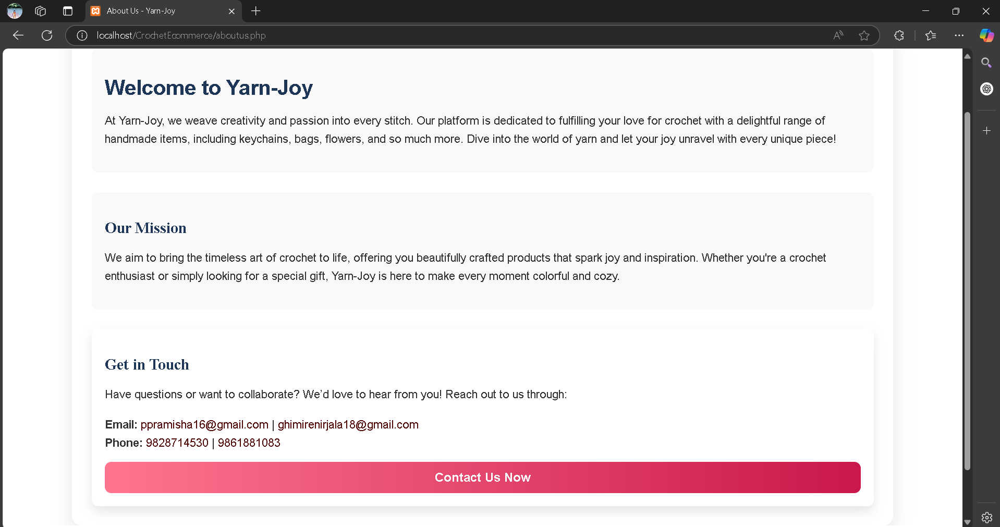 About Us - Yarn-Joy
localhost/CrochetEcommerce/aboutus.php
Welcome to Yarn-Joy
At Yarn-Joy, we weave creativity and passion into every stitch. Our platform is dedicated to fulfilling your love for crochet with a delightful range of
handmade items, including keychains, bags, flowers, and so much more. Dive into the world of yarn and let your joy unravel with every unique piece!
Our Mission
We aim to bring the timeless art of crochet to life, offering you beautifully crafted products that spark joy and inspiration. Whether you're a crochet
enthusiast or simply looking for a special gift, Yarn-Joy is here to make every moment colorful and cozy.
Get in Touch
Have questions or want to collaborate? We’d love to hear from you! Reach out to us through:
Email: ppramisha16@gmail.com | ghimirenirjala18@gmail.com
Phone: 9828714530 | 9861881083
Contact Us Now